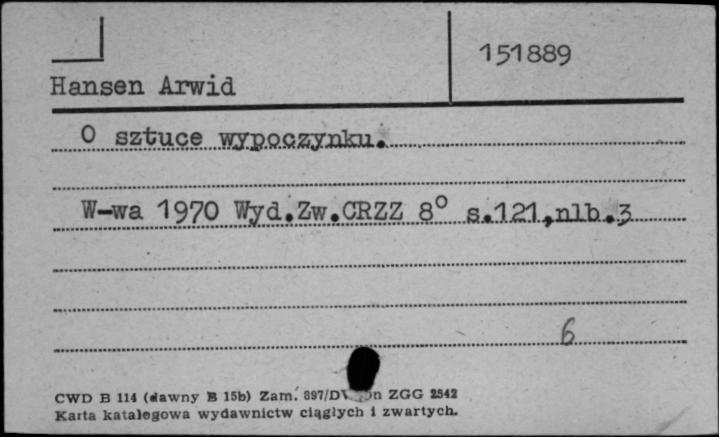 151889
Hansen Arwid
O sztuce wypoczynku.
W-wa 1970 Wyd.Zw.CRZZ 8° s.121,nlb.3
6
CWD B 114 (dawny B 15b) Zam. 897/D ZGG 2542
Karta katalogowa wydawnictw ciągłych i zwartych.